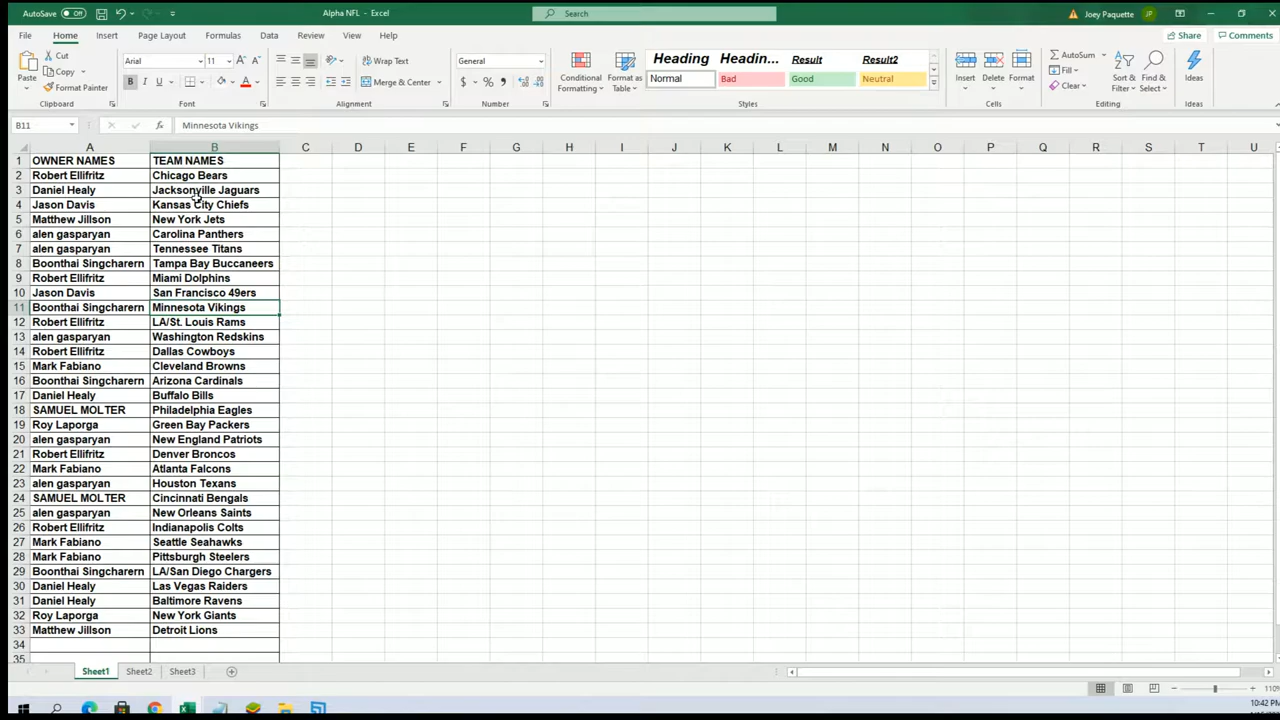 AutoSave Off Alpha NFL - Excel Search Joey Paquette JP
File Home Insert Page Layout Formulas Data Review View Help Share Comments
Paste Cut Copy Format Painter Clipboard
Arial 11 B I U Font
Wrap Text Merge & Center Alignment
General $ % Number
Conditional Formatting Format as Table
Heading Headin... Result Result2
Normal Bad Good Neutral
Styles
Insert Delete Format Cells
AutoSum Fill Clear Sort & Filter Find & Select Editing
Ideas Ideas
B11 fx Minnesota Vikings
A B C D E F G H I J K L M N O P Q R S T U
1 OWNER NAMES TEAM NAMES
2 Robert Ellifritz Chicago Bears
3 Daniel Healy Jacksonville Jaguars
4 Jason Davis Kansas City Chiefs
5 Matthew Jillson New York Jets
6 alen gasparyan Carolina Panthers
7 alen gasparyan Tennessee Titans
8 Boonthai Singcharern Tampa Bay Buccaneers
9 Robert Ellifritz Miami Dolphins
10 Jason Davis San Francisco 49ers
11 Boonthai Singcharern Minnesota Vikings
12 Robert Ellifritz LA/St. Louis Rams
13 alen gasparyan Washington Redskins
14 Robert Ellifritz Dallas Cowboys
15 Mark Fabiano Cleveland Browns
16 Boonthai Singcharern Arizona Cardinals
17 Daniel Healy Buffalo Bills
18 SAMUEL MOLTER Philadelphia Eagles
19 Roy Laporga Green Bay Packers
20 alen gasparyan New England Patriots
21 Robert Ellifritz Denver Broncos
22 Mark Fabiano Atlanta Falcons
23 alen gasparyan Houston Texans
24 SAMUEL MOLTER Cincinnati Bengals
25 alen gasparyan New Orleans Saints
26 Robert Ellifritz Indianapolis Colts
27 Mark Fabiano Seattle Seahawks
28 Mark Fabiano Pittsburgh Steelers
29 Boonthai Singcharern LA/San Diego Chargers
30 Daniel Healy Las Vegas Raiders
31 Daniel Healy Baltimore Ravens
32 Roy Laporga New York Giants
33 Matthew Jillson Detroit Lions
34
35
Sheet1 Sheet2 Sheet3
110%
10:42 PM